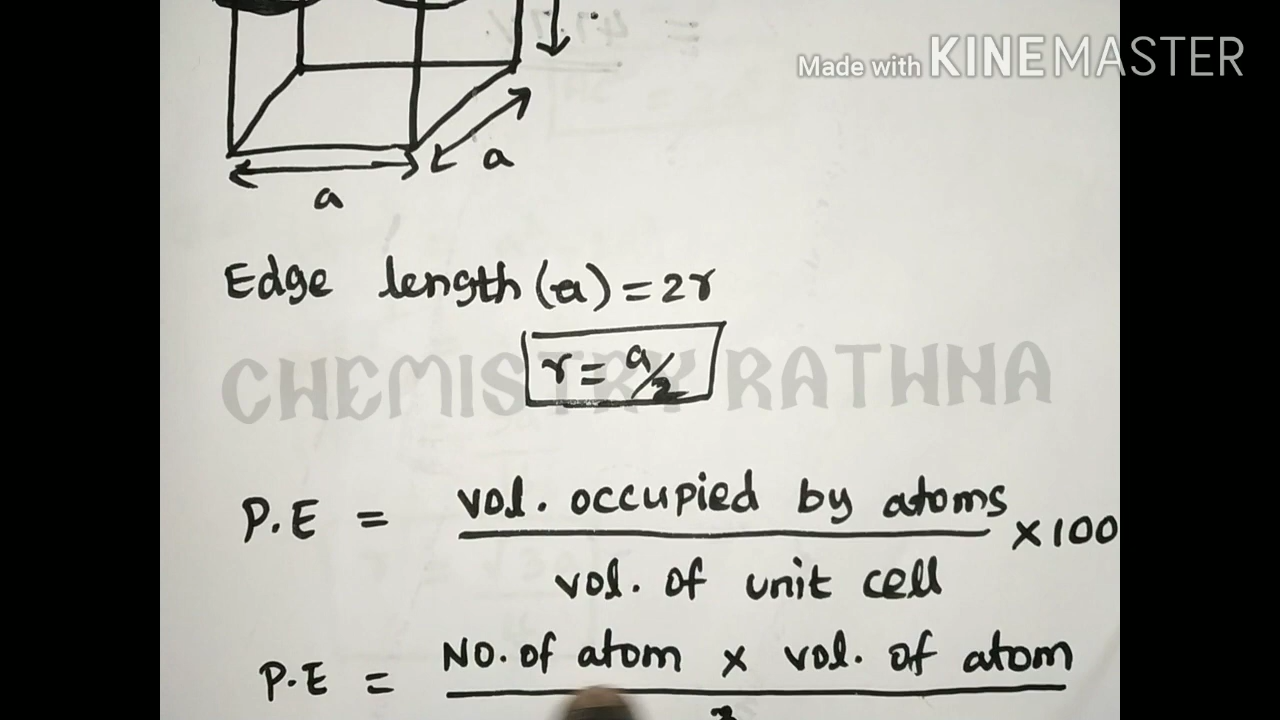 Made with KINEMASTER
a
a
Edge length (a) = 2r
r = a/2
CHEMISTRY RATHNA
P.E = vol. occupied by atoms
× 100
vol. of unit cell
P.E = No. of atom × vol. of atom